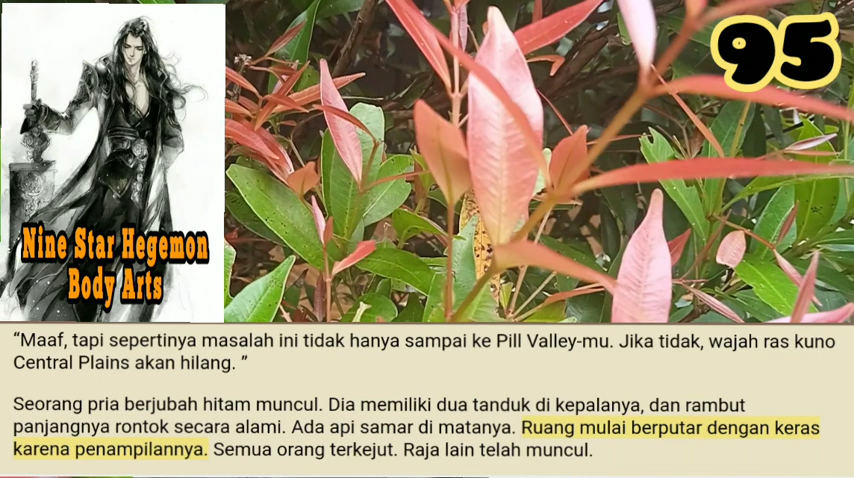 95
Nine Star Hegemon
Body Arts
“Maaf, tapi sepertinya masalah ini tidak hanya sampai ke Pill Valley-mu. Jika tidak, wajah ras kuno
Central Plains akan hilang. ”
Seorang pria berjubah hitam muncul. Dia memiliki dua tanduk di kepalanya, dan rambut
panjangnya rontok secara alami. Ada api samar di matanya. Ruang mulai berputar dengan keras
karena penampilannya. Semua orang terkejut. Raja lain telah muncul.